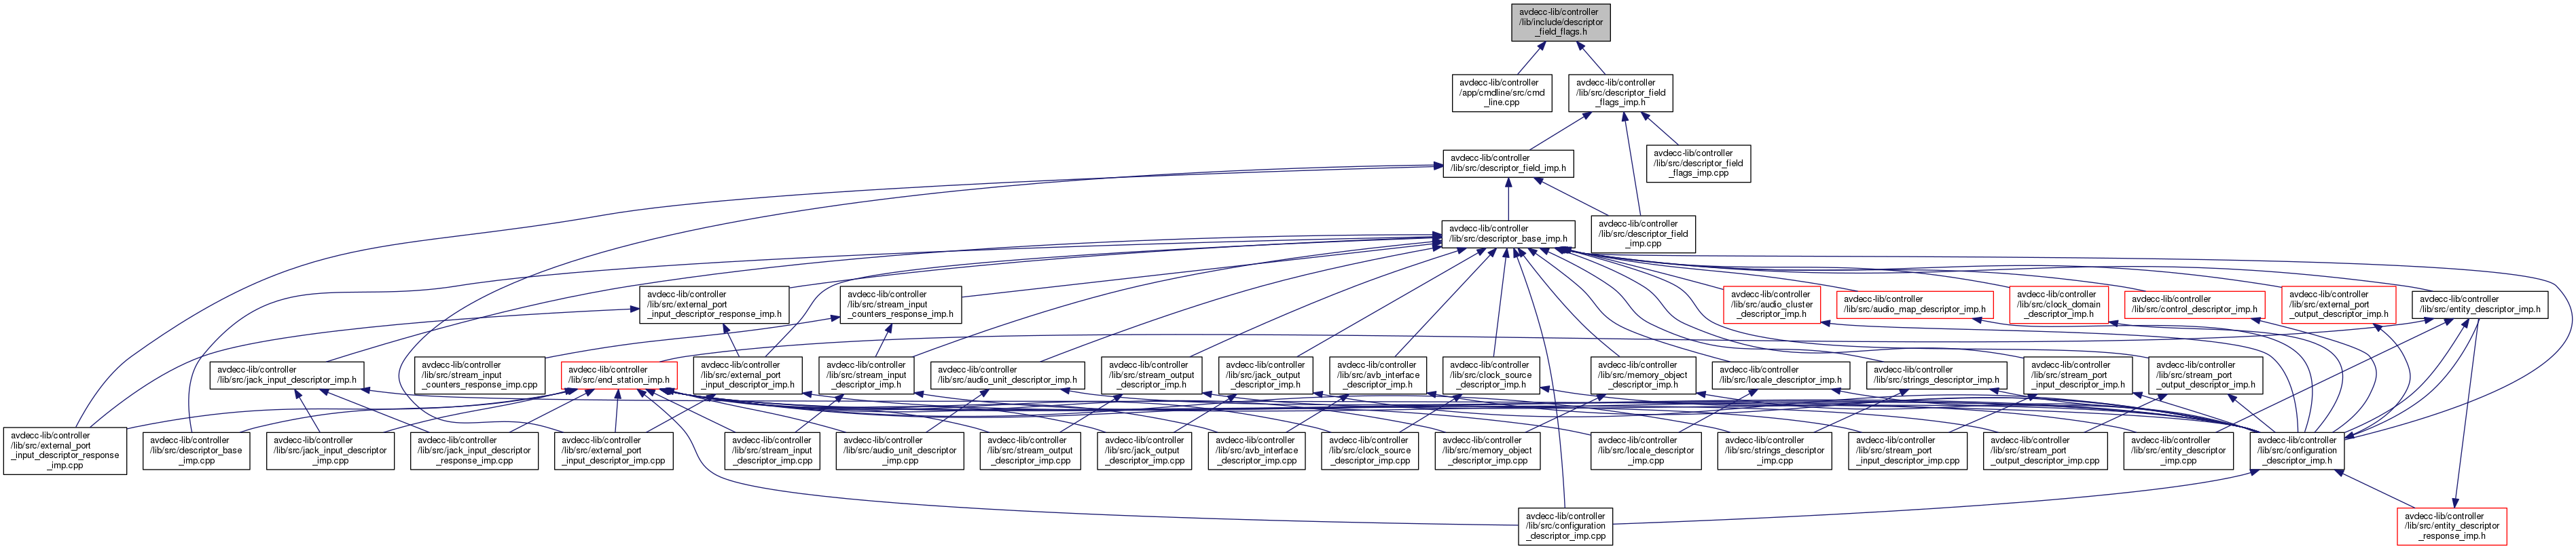 avdecc-lib/controller
/lib/include/descriptor
_field_flags.h
avdecc-lib/controller
/app/cmdline/src/cmd
_line.cpp
avdecc-lib/controller
/lib/src/descriptor_field
_flags_imp.h
avdecc-lib/controller
/lib/src/descriptor_field_imp.h
avdecc-lib/controller
/lib/src/descriptor_field
_flags_imp.cpp
avdecc-lib/controller
/lib/src/descriptor_base_imp.h
avdecc-lib/controller
/lib/src/descriptor_field
_imp.cpp
avdecc-lib/controller
/lib/src/external_port
_input_descriptor_response_imp.h
avdecc-lib/controller
/lib/src/stream_input
_counters_response_imp.h
avdecc-lib/controller
/lib/src/audio_cluster
_descriptor_imp.h
avdecc-lib/controller
/lib/src/audio_map_descriptor_imp.h
avdecc-lib/controller
/lib/src/clock_domain
_descriptor_imp.h
avdecc-lib/controller
/lib/src/control_descriptor_imp.h
avdecc-lib/controller
/lib/src/external_port
_output_descriptor_imp.h
avdecc-lib/controller
/lib/src/entity_descriptor_imp.h
avdecc-lib/controller
/lib/src/jack_input_descriptor_imp.h
avdecc-lib/controller
/lib/src/stream_input
_counters_response_imp.cpp
avdecc-lib/controller
/lib/src/end_station_imp.h
avdecc-lib/controller
/lib/src/external_port
_input_descriptor_imp.h
avdecc-lib/controller
/lib/src/stream_input
_descriptor_imp.h
avdecc-lib/controller
/lib/src/audio_unit_descriptor_imp.h
avdecc-lib/controller
/lib/src/stream_output
_descriptor_imp.h
avdecc-lib/controller
/lib/src/jack_output
_descriptor_imp.h
avdecc-lib/controller
/lib/src/avb_interface
_descriptor_imp.h
avdecc-lib/controller
/lib/src/clock_source
_descriptor_imp.h
avdecc-lib/controller
/lib/src/memory_object
_descriptor_imp.h
avdecc-lib/controller
/lib/src/locale_descriptor_imp.h
avdecc-lib/controller
/lib/src/strings_descriptor_imp.h
avdecc-lib/controller
/lib/src/stream_port
_input_descriptor_imp.h
avdecc-lib/controller
/lib/src/stream_port
_output_descriptor_imp.h
avdecc-lib/controller
/lib/src/external_port
_input_descriptor_response
_imp.cpp
avdecc-lib/controller
/lib/src/descriptor_base
_imp.cpp
avdecc-lib/controller
/lib/src/jack_input_descriptor
_imp.cpp
avdecc-lib/controller
/lib/src/jack_input_descriptor
_response_imp.cpp
avdecc-lib/controller
/lib/src/external_port
_input_descriptor_imp.cpp
avdecc-lib/controller
/lib/src/stream_input
_descriptor_imp.cpp
avdecc-lib/controller
/lib/src/audio_unit_descriptor
_imp.cpp
avdecc-lib/controller
/lib/src/stream_output
_descriptor_imp.cpp
avdecc-lib/controller
/lib/src/jack_output
_descriptor_imp.cpp
avdecc-lib/controller
/lib/src/avb_interface
_descriptor_imp.cpp
avdecc-lib/controller
/lib/src/clock_source
_descriptor_imp.cpp
avdecc-lib/controller
/lib/src/memory_object
_descriptor_imp.cpp
avdecc-lib/controller
/lib/src/locale_descriptor
_imp.cpp
avdecc-lib/controller
/lib/src/strings_descriptor
_imp.cpp
avdecc-lib/controller
/lib/src/stream_port
_input_descriptor_imp.cpp
avdecc-lib/controller
/lib/src/stream_port
_output_descriptor_imp.cpp
avdecc-lib/controller
/lib/src/entity_descriptor
_imp.cpp
avdecc-lib/controller
/lib/src/configuration
_descriptor_imp.h
avdecc-lib/controller
/lib/src/configuration
_descriptor_imp.cpp
avdecc-lib/controller
/lib/src/entity_descriptor
_response_imp.h